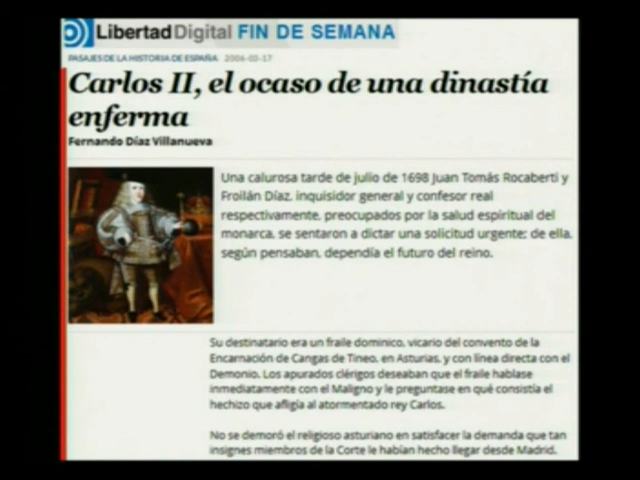 LibertadDigital FIN DE SEMANA
PASAJES DE LA HISTORIA DE ESPAÑA 2006-03-17
Carlos II, el ocaso de una dinastía
enferma
Fernando Díaz Villanueva
Una calurosa tarde de julio de 1698 Juan Tomás Rocaberti y
Froilán Díaz, inquisidor general y confesor real
respectivamente, preocupados por la salud espiritual del
monarca, se sentaron a dictar una solicitud urgente; de ella,
según pensaban, dependía el futuro del reino.
Su destinatario era un fraile dominico, vicario del convento de la
Encarnación de Cangas de Tineo, en Asturias, y con línea directa con el
Demonio. Los apurados clérigos deseaban que el fraile hablase
inmediatamente con el Maligno y le preguntase en qué consistía el
hechizo que afligía al atormentado rey Carlos.
No se demoró el religioso asturiano en satisfacer la demanda que tan
insignes miembros de la Corte le habían hecho llegar desde Madrid.